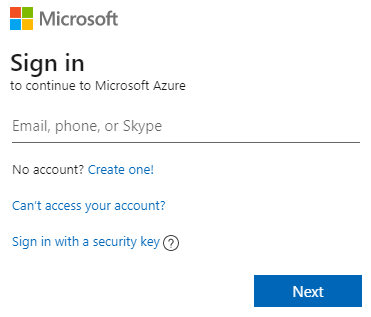 Microsoft
Sign in
to continue to Microsoft Azure
Email, phone, or Skype
No account? Create one!
Can't access your account?
Sign in with a security key ?
Next